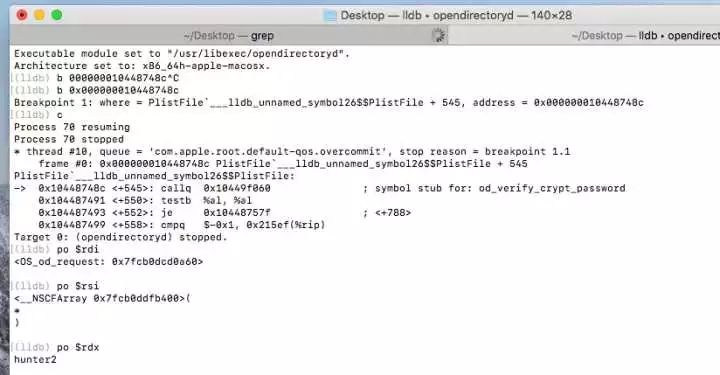 Desktop — lldb • opendirectoryd — 140×28
~/Desktop — grep
~/Desktop — lldb • opendirect
Executable module set to "/usr/libexec/opendirectoryd".
Architecture set to: x86_64h-apple-macosx.
(lldb) b 000000010448748c^C
(lldb) b 0x000000010448748c
Breakpoint 1: where = PlistFile`___lldb_unnamed_symbol26$$PlistFile + 545, address = 0x000000010448748c
(lldb) c
Process 70 resuming
Process 70 stopped
* thread #10, queue = 'com.apple.root.default-qos.overcommit', stop reason = breakpoint 1.1
frame #0: 0x000000010448748c PlistFile`___lldb_unnamed_symbol26$$PlistFile + 545
PlistFile`___lldb_unnamed_symbol26$$PlistFile:
-> 0x10448748c <+545>: callq 0x10449f060 ; symbol stub for: od_verify_crypt_password
0x104487491 <+550>: testb %al, %al
0x104487493 <+552>: je 0x10448757f ; <+788>
0x104487499 <+558>: cmpq $-0x1, 0x215ef(%rip)
Target 0: (opendirectoryd) stopped.
(lldb) po $rdi
<OS_od_request: 0x7fcb0dcd0a60>
(lldb) po $rsi
<__NSCFArray 0x7fcb0ddfb400>(
*
)
(lldb) po $rdx
hunter2